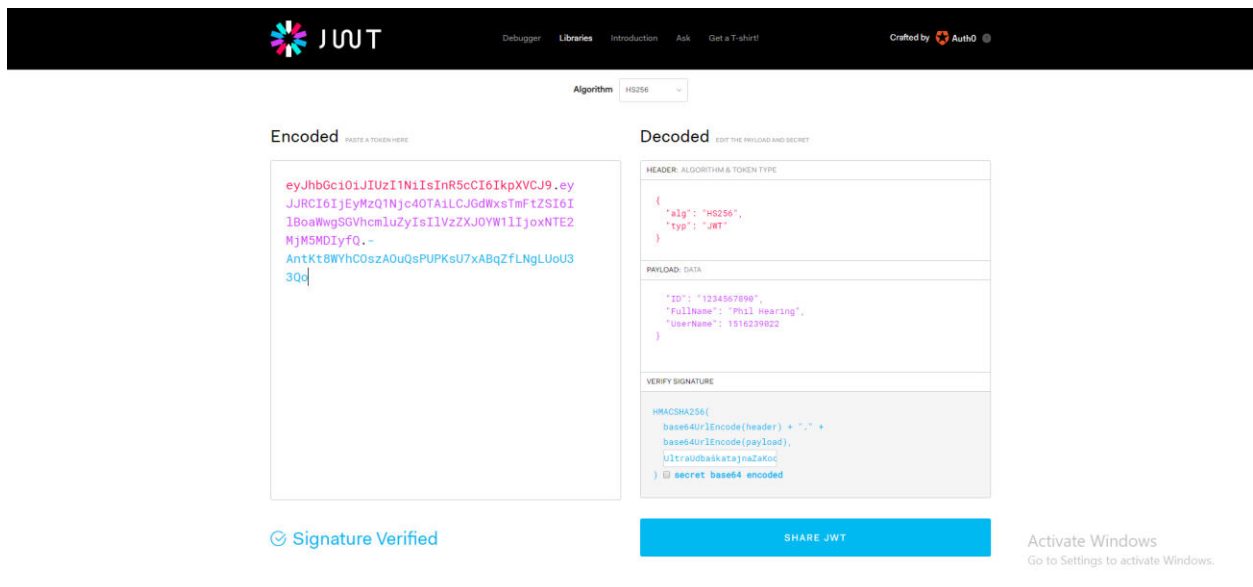 JWT
Debugger Libraries Introduction Ask Get a T-shirt! Crafted by Auth0
Algorithm HS256
Encoded PASTE A TOKEN HERE
eyJhbGciOiJIUzI1NiIsInR5cCI6IkpXVCJ9.ey
JJRCI6IjEyMzQ1Njc4OTAiLCJGdWxsTmFtZSI6I
lBoaWwgSGVhcmluZyIsIlVzZXJOYW1lIjoxNTE2
MjM5MDIyfQ.-
AntKt8WYhCOszAOuQsPUPKsU7xABqZfLNgLUoU3
3Qo
Decoded EDIT THE PAYLOAD AND SECRET
HEADER: ALGORITHM & TOKEN TYPE
{
"alg": "HS256",
"typ": "JWT"
}
PAYLOAD: DATA
"ID": "1234567890",
"FullName": "Phil Hearing",
"UserName": 1516239022
}
VERIFY SIGNATURE
HMACSHA256(
base64UrlEncode(header) + "." +
base64UrlEncode(payload),
UltraUdbaškatajnaZaKod
) secret base64 encoded
Signature Verified
SHARE JWT
Activate Windows
Go to Settings to activate Windows.